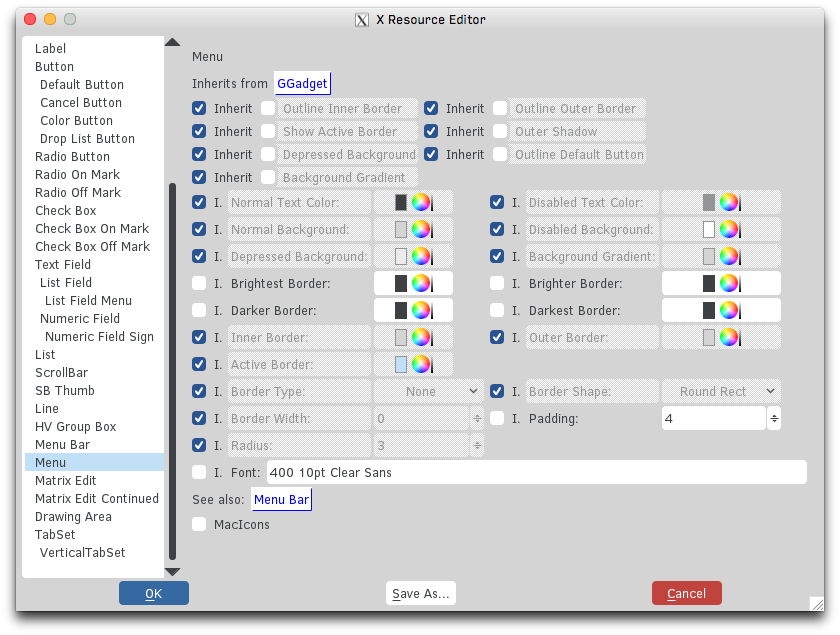 X Resource Editor
Label
Button
Default Button
Cancel Button
Color Button
Drop List Button
Radio Button
Radio On Mark
Radio Off Mark
Check Box
Check Box On Mark
Check Box Off Mark
Text Field
List Field
List Field Menu
Numeric Field
Numeric Field Sign
List
ScrollBar
SB Thumb
Line
HV Group Box
Menu Bar
Menu
Matrix Edit
Matrix Edit Continued
Drawing Area
TabSet
VerticalTabSet
Menu
Inherits from GGadget
Inherit Outline Inner Border Inherit Outline Outer Border
Inherit Show Active Border Inherit Outer Shadow
Inherit Depressed Background Inherit Outline Default Button
Inherit Background Gradient
I. Normal Text Color: I. Disabled Text Color:
I. Normal Background: I. Disabled Background:
I. Depressed Background: I. Background Gradient:
I. Brightest Border: I. Brighter Border:
I. Darker Border: I. Darkest Border:
I. Inner Border: I. Outer Border:
I. Active Border:
I. Border Type: None I. Border Shape: Round Rect
I. Border Width: 0 I. Padding: 4
I. Radius: 3
I. Font: 400 10pt Clear Sans
See also: Menu Bar
MacIcons
OK Save As... Cancel